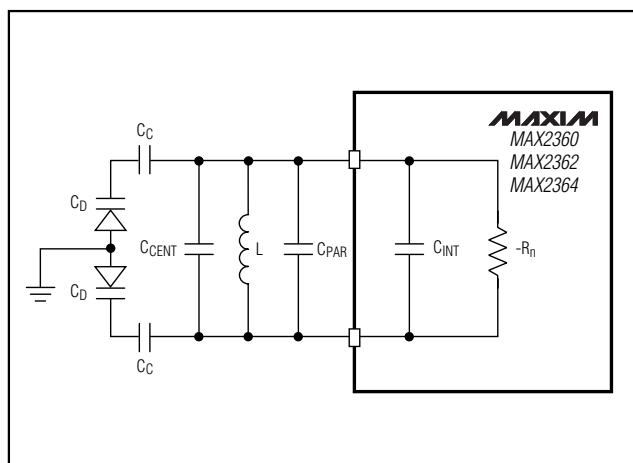 MAXIM
MAX2360
MAX2362
MAX2364
CC
CD
CCENT
L
CPAR
CINT
-Rn
CD
CC